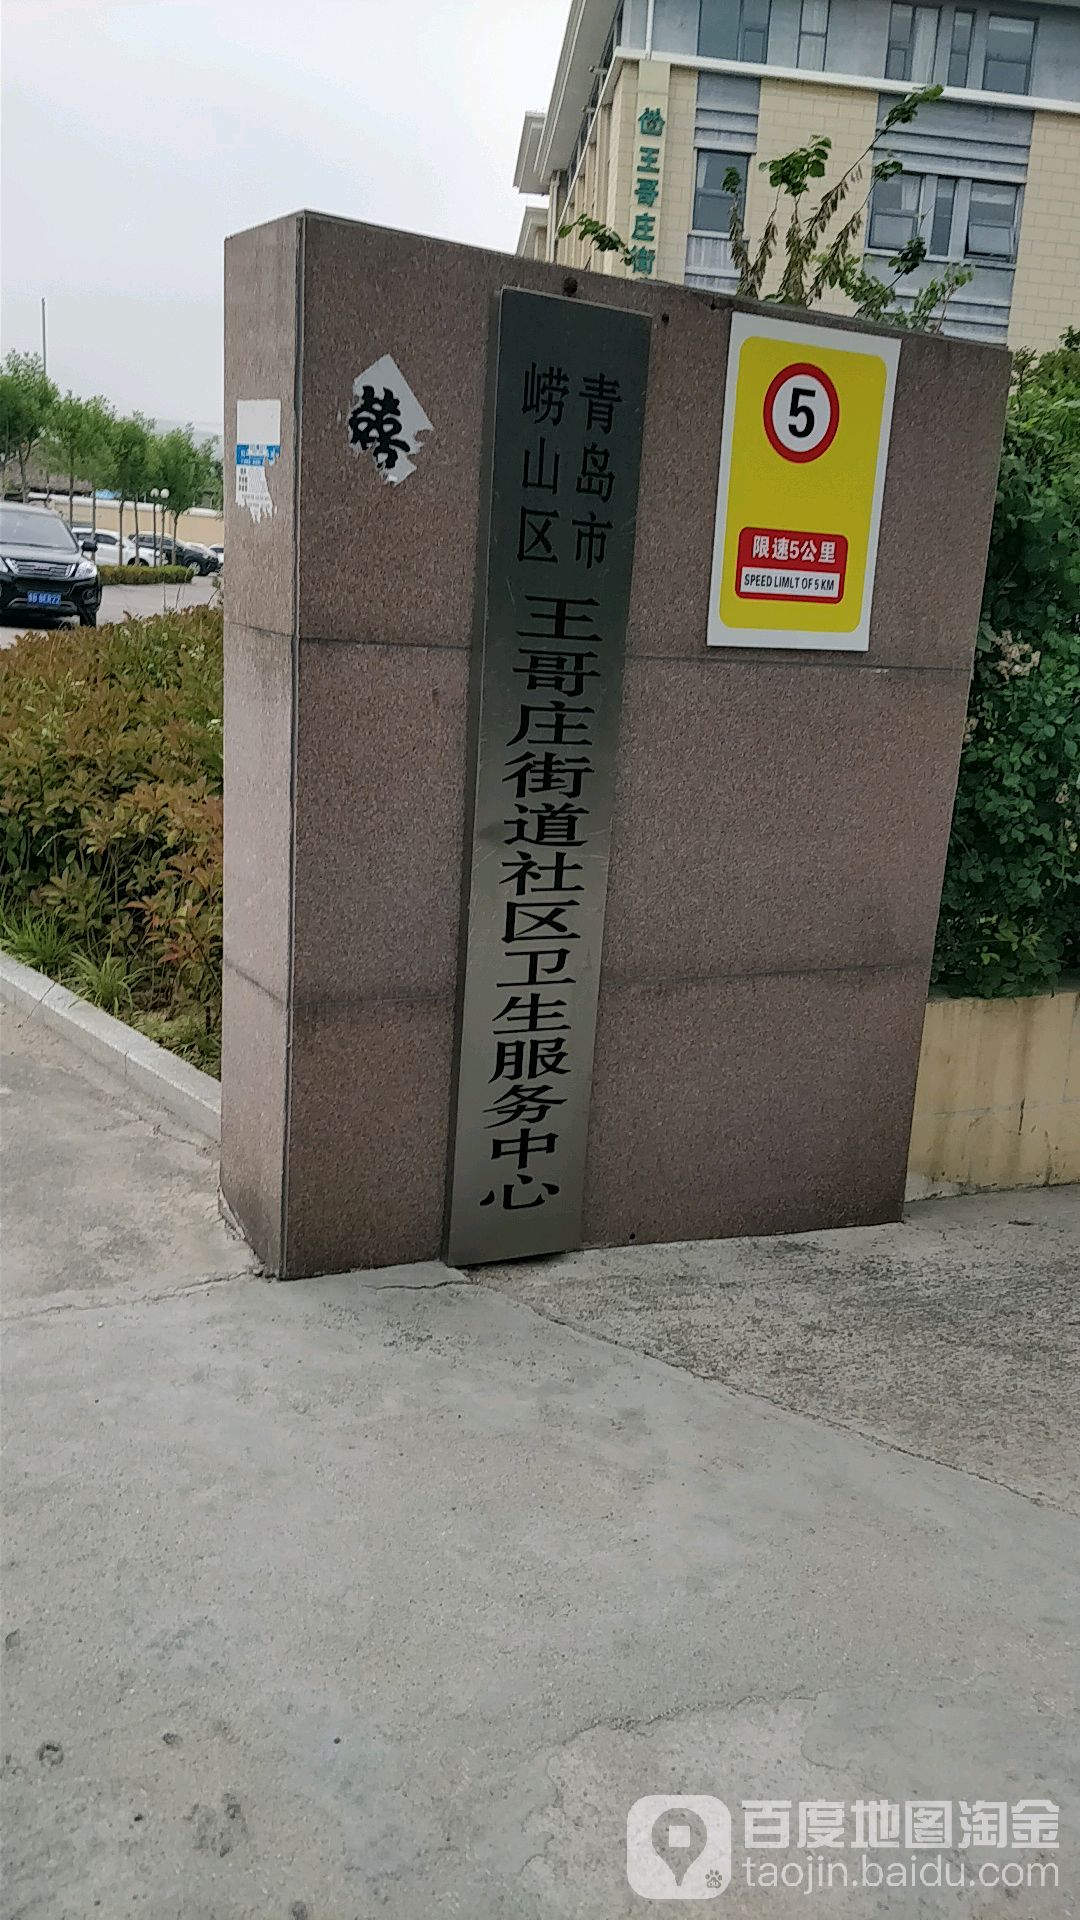 王哥庄街
青岛市
崂山区
王哥庄街道社区卫生服务中心
5
限速5公里
SPEED LIMLT OF 5 KM
百度地图淘金
taojin.baidu.com